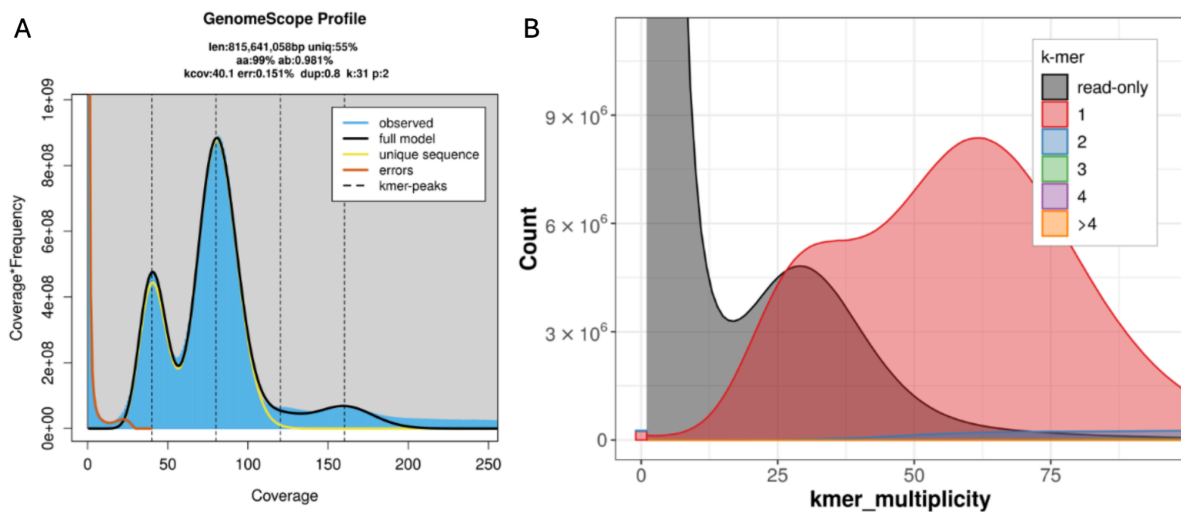 A
GenomeScope Profile
len:815,641,058bp uniq:55%
aa:99% ab:0.981%
kcov:40.1 err:0.151% dup:0.8 k:31 p:2
Coverage*Frequency
0e+00
2e+08
4e+08
6e+08
8e+08
1e+09
observed
full model
unique sequence
errors
kmer-peaks
0 50 100 150 200 250
Coverage
B
Count
9 × 10⁶
6 × 10⁶
3 × 10⁶
0
k-mer
read-only
1
2
3
4
>4
0 25 50 75
kmer_multiplicity